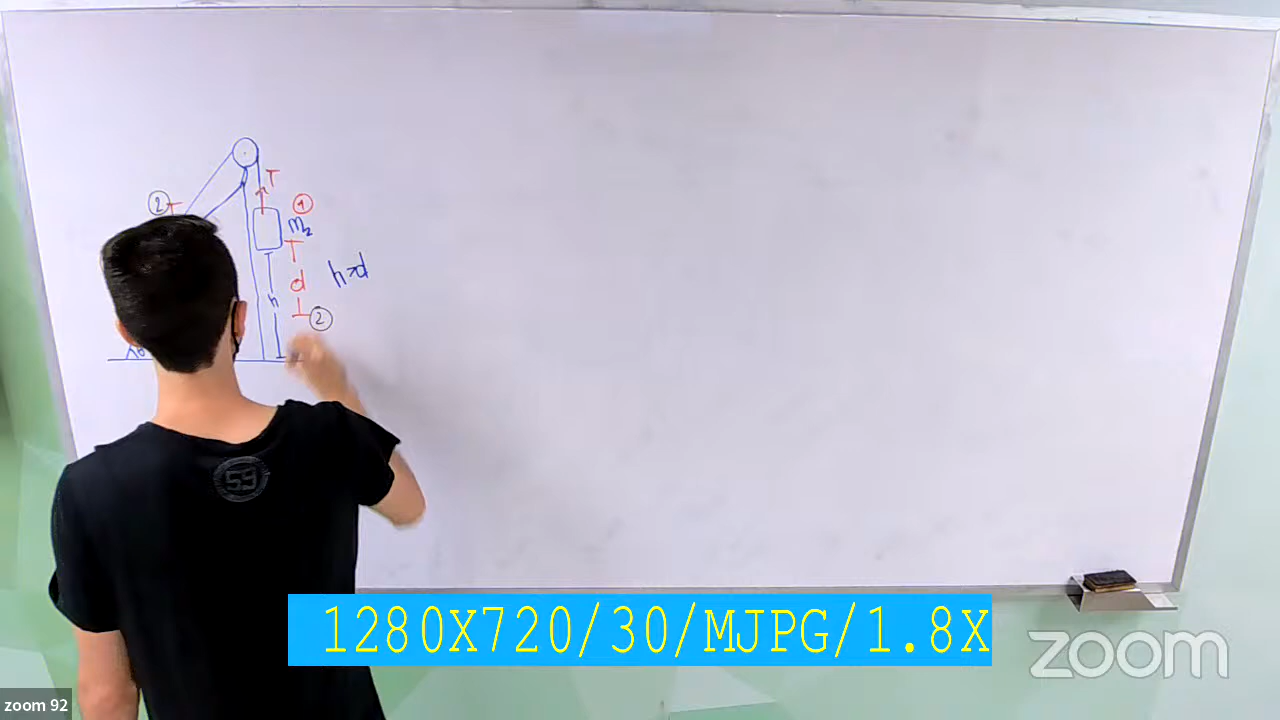 T
②
①
m₂
d
h>d
h
②
59
1280X720/30/MJPG/1.8X
zoom
zoom 92